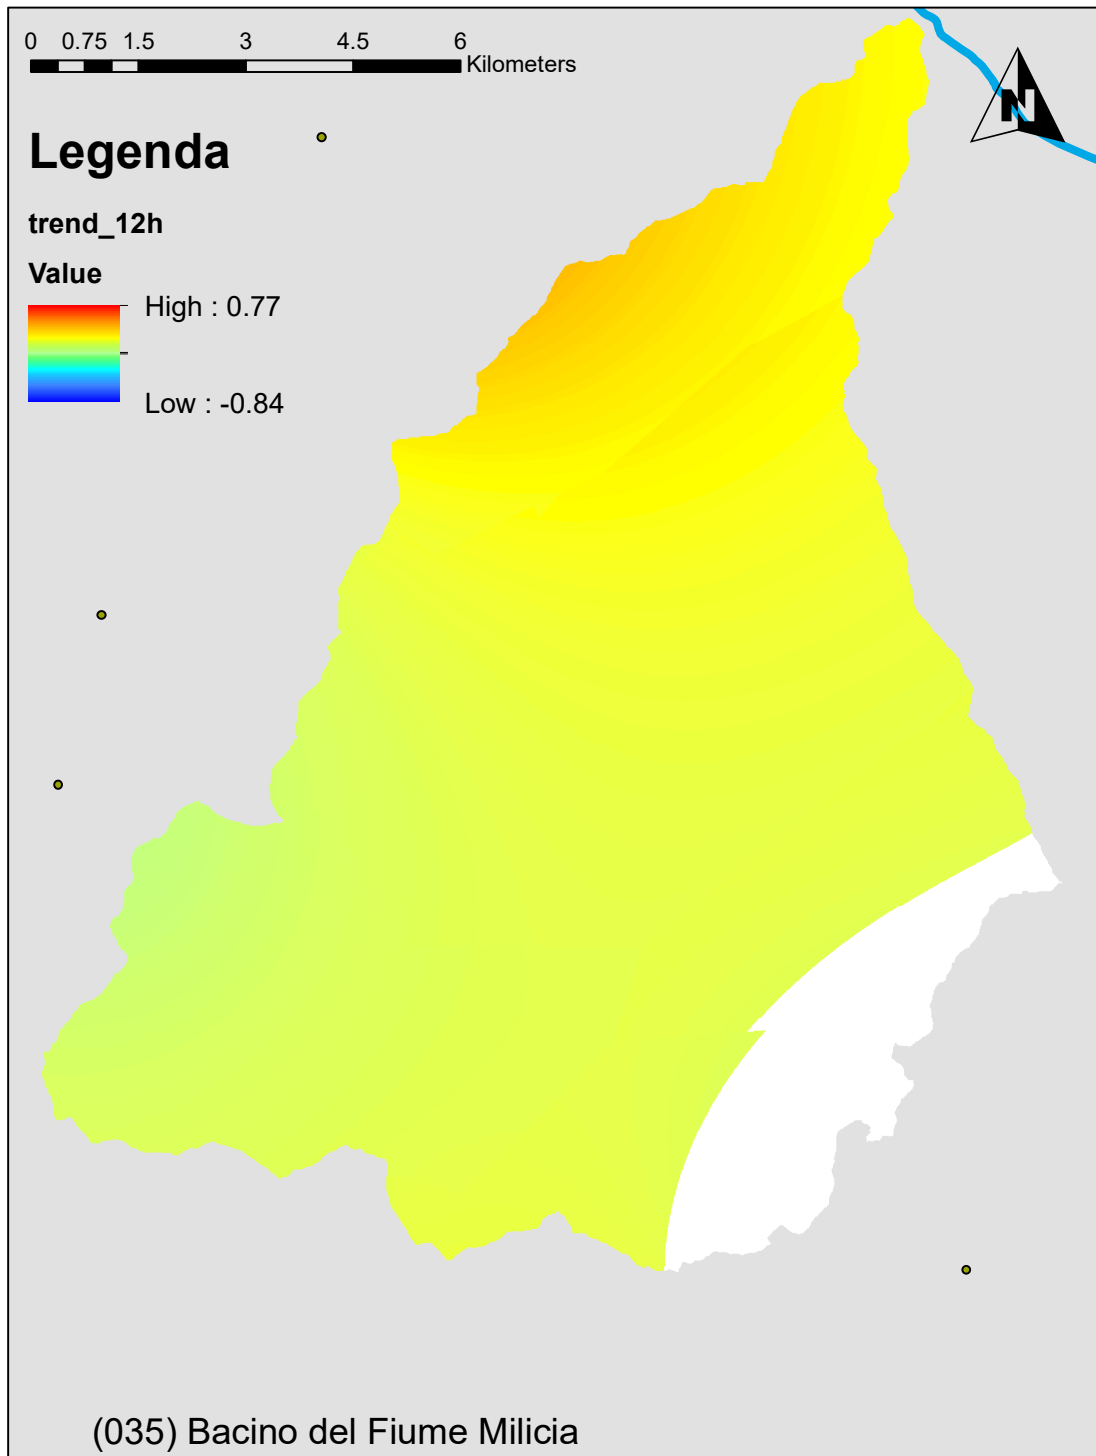 0 0.75 1.5 3 4.5 6
Kilometers
N
Legenda
trend_12h
Value
High : 0.77
Low : -0.84
(035) Bacino del Fiume Milicia